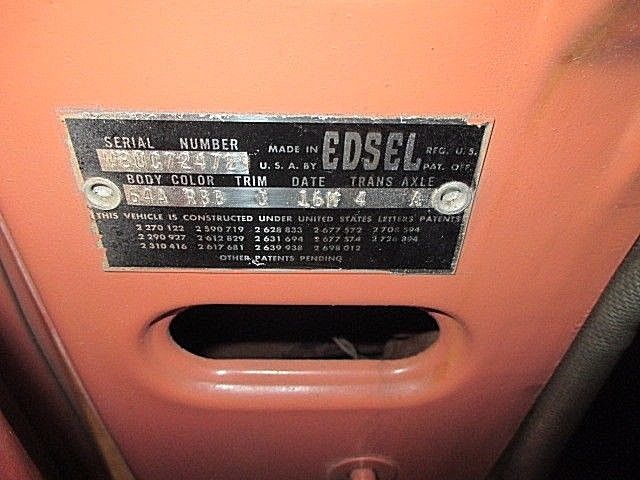 SERIAL NUMBER
MADE IN EDSEL REG. U.S.
U.S.A. BY PAT. OFF.
BODY COLOR TRIM DATE TRANS AXLE
4 A
THIS VEHICLE IS CONSTRUCTED UNDER UNITED STATES LETTERS PATENTS
2 270 122 2 590 719 2 628 833 2 677 572 2 708 594
2 290 927 2 612 829 2 631 694 2 677 574 2 726 894
2 310 416 2 617 681 2 639 938 2 698 012
OTHER PATENTS PENDING